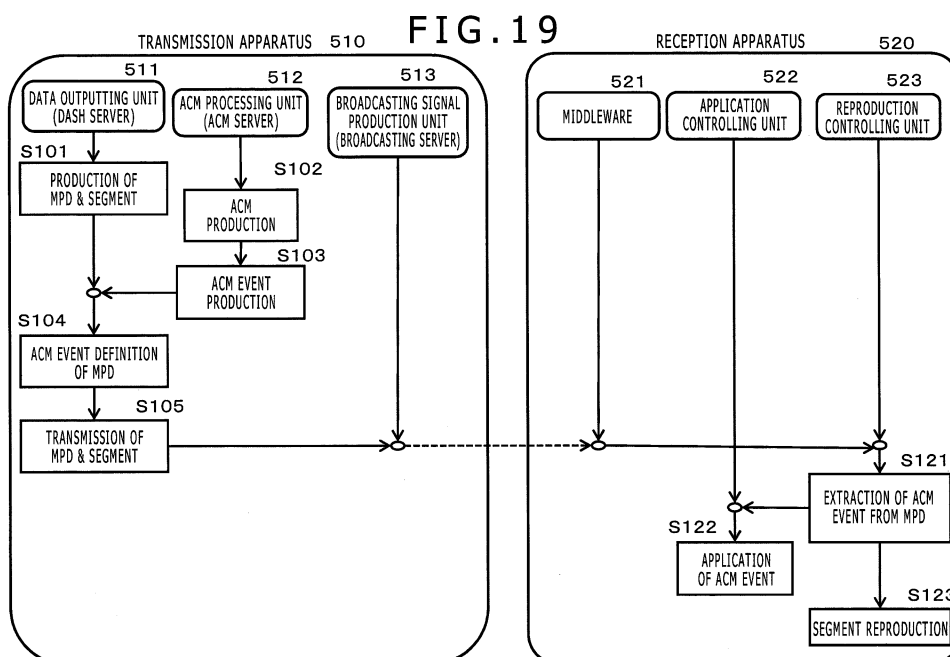 FIG.19
TRANSMISSION APPARATUS 510
RECEPTION APPARATUS 520
511
DATA OUTPUTTING UNIT
(DASH SERVER)
512
ACM PROCESSING UNIT
(ACM SERVER)
513
BROADCASTING SIGNAL
PRODUCTION UNIT
(BROADCASTING SERVER)
521
MIDDLEWARE
522
APPLICATION
CONTROLLING UNIT
523
REPRODUCTION
CONTROLLING UNIT
S101
PRODUCTION OF
MPD & SEGMENT
S102
ACM
PRODUCTION
S103
ACM EVENT
PRODUCTION
S104
ACM EVENT DEFINITION
OF MPD
S105
TRANSMISSION OF
MPD & SEGMENT
S121
EXTRACTION OF ACM
EVENT FROM MPD
S122
APPLICATION
OF ACM EVENT
S123
SEGMENT REPRODUCTION